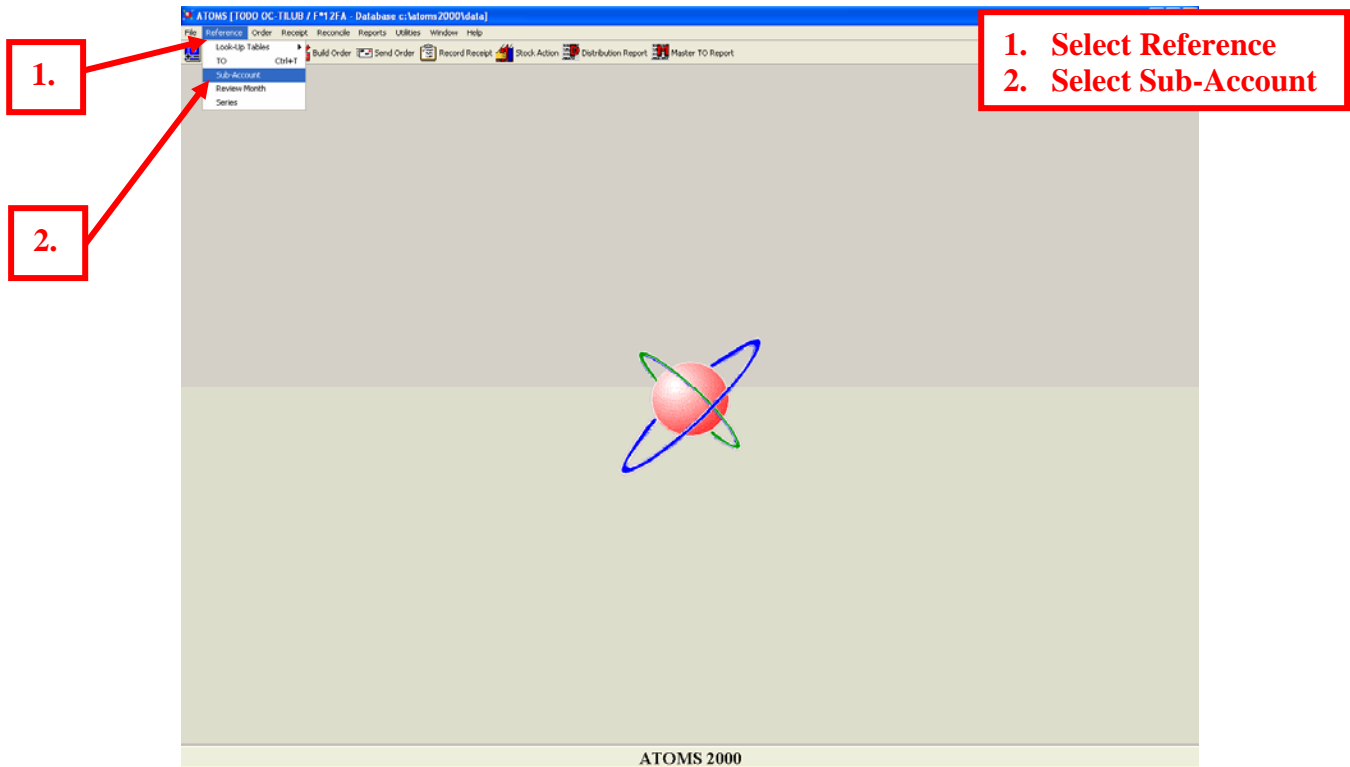 ATOMS [TODO OC-TILUB / F*12FA - Database c:\atoms2000\data]
File Reference Order Receipt Reconcile Reports Utilities Window Help
Build Order Send Order Record Receipt Stock Action Distribution Report Master TO Report
Look-Up Tables
TO Ctrl+T
Sub-Account
Review Month
Series
1.
2.
1. Select Reference
2. Select Sub-Account
ATOMS 2000